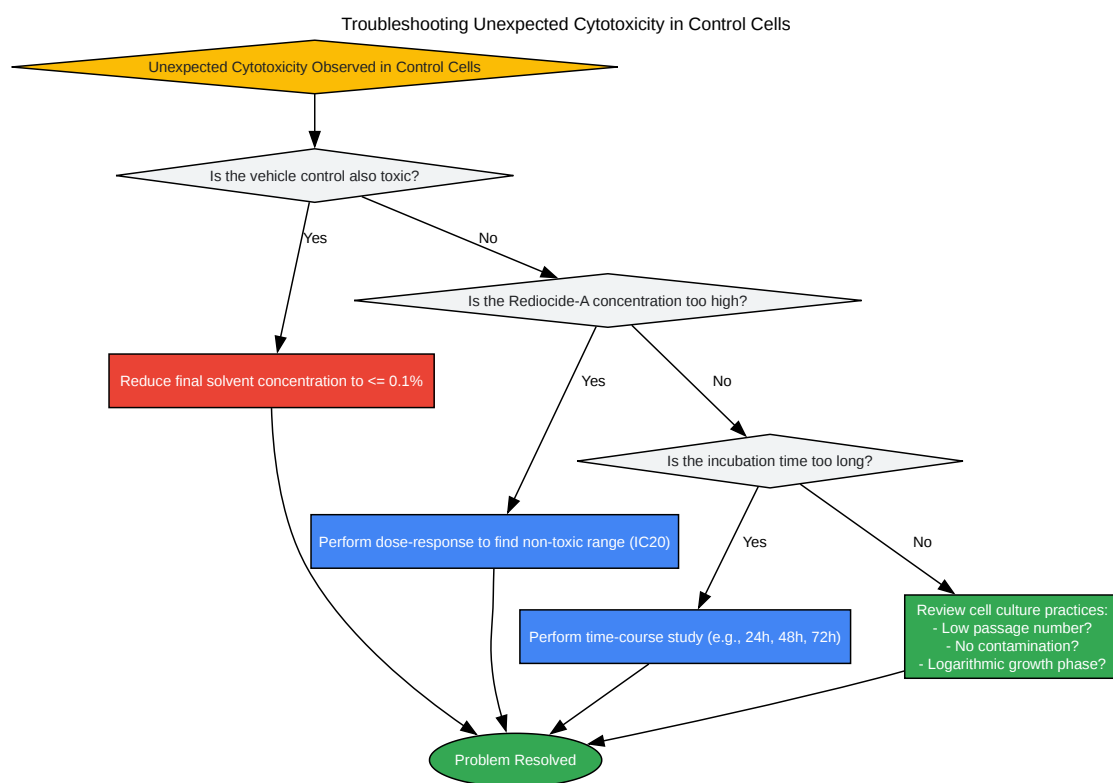 Troubleshooting Unexpected Cytotoxicity in Control Cells
Unexpected Cytotoxicity Observed in Control Cells
Is the vehicle control also toxic?
Yes
No
Is the Rediocide-A concentration too high?
Reduce final solvent concentration to <= 0.1%
Yes
No
Is the incubation time too long?
Perform dose-response to find non-toxic range (IC20)
Yes
No
Perform time-course study (e.g., 24h, 48h, 72h)
Review cell culture practices:
- Low passage number?
- No contamination?
- Logarithmic growth phase?
Problem Resolved